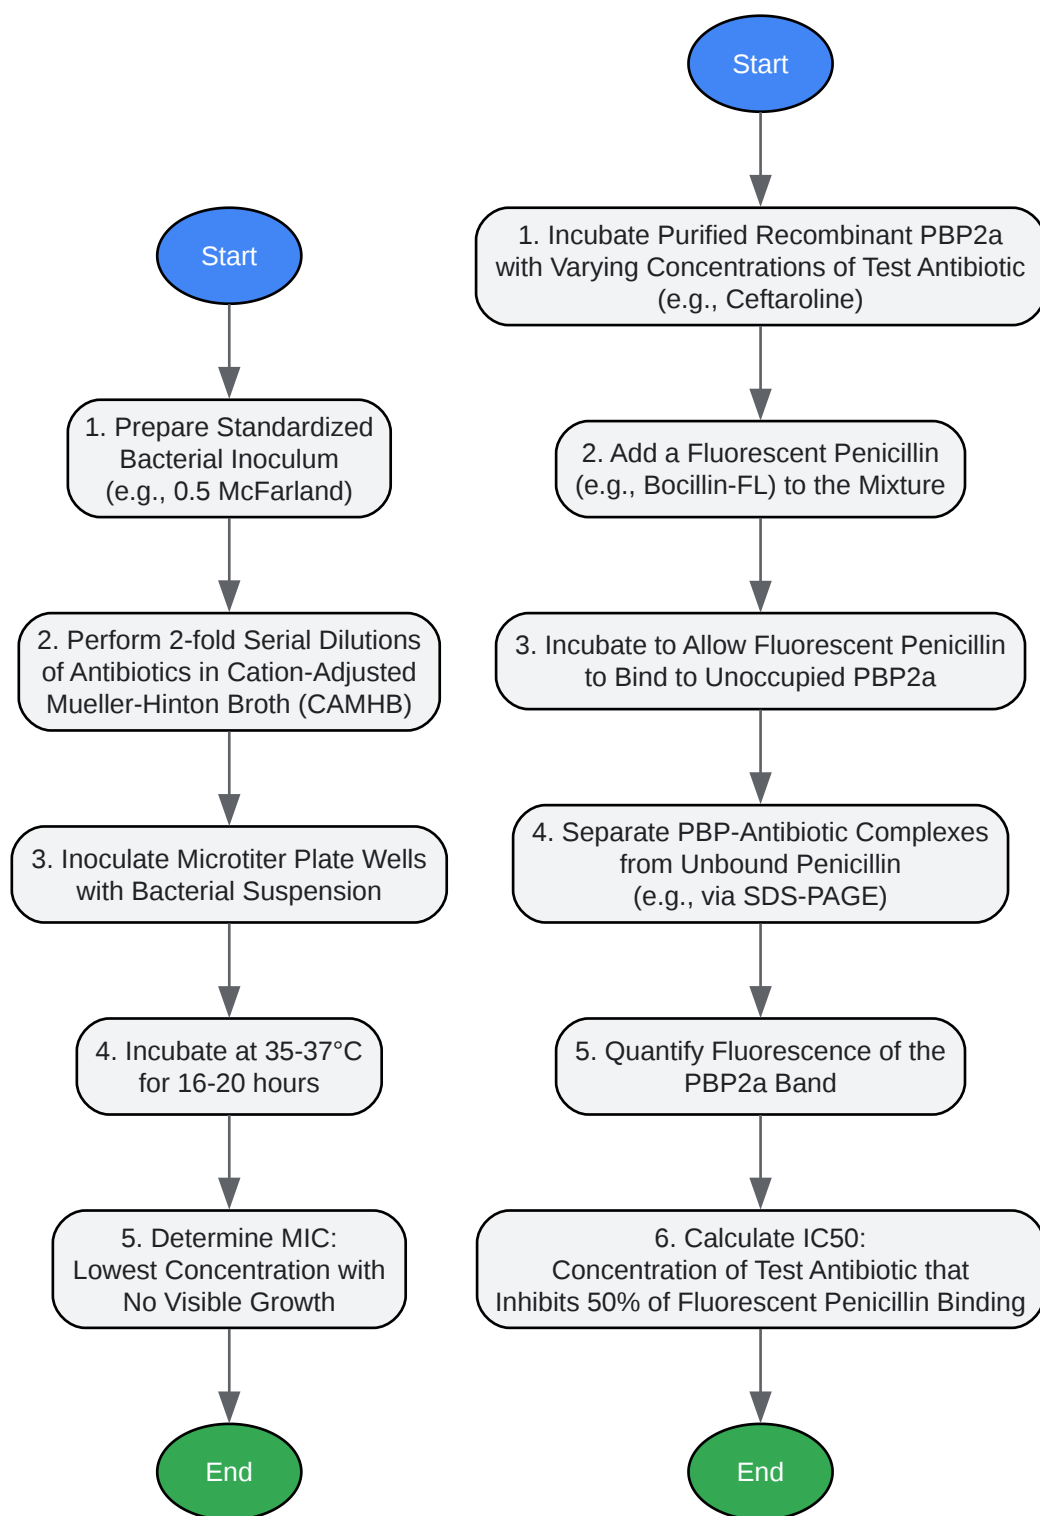 Start
1. Prepare Standardized
Bacterial Inoculum
(e.g., 0.5 McFarland)
2. Perform 2-fold Serial Dilutions
of Antibiotics in Cation-Adjusted
Mueller-Hinton Broth (CAMHB)
3. Inoculate Microtiter Plate Wells
with Bacterial Suspension
4. Incubate at 35-37°C
for 16-20 hours
5. Determine MIC:
Lowest Concentration with
No Visible Growth
End
Start
1. Incubate Purified Recombinant PBP2a
with Varying Concentrations of Test Antibiotic
(e.g., Ceftaroline)
2. Add a Fluorescent Penicillin
(e.g., Bocillin-FL) to the Mixture
3. Incubate to Allow Fluorescent Penicillin
to Bind to Unoccupied PBP2a
4. Separate PBP-Antibiotic Complexes
from Unbound Penicillin
(e.g., via SDS-PAGE)
5. Quantify Fluorescence of the
PBP2a Band
6. Calculate IC50:
Concentration of Test Antibiotic that
Inhibits 50% of Fluorescent Penicillin Binding
End